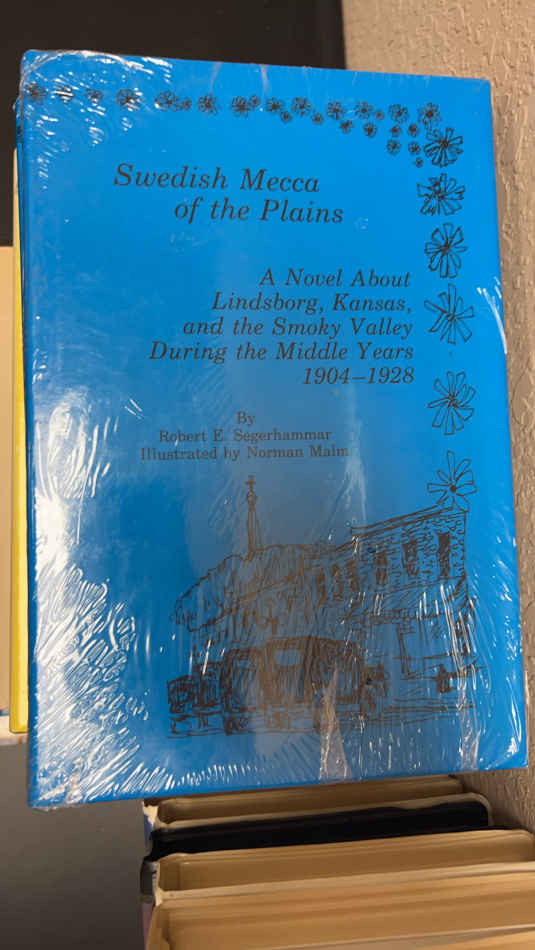 Swedish Mecca
of the Plains
A Novel About
Lindsborg, Kansas,
and the Smoky Valley
During the Middle Years
1904–1928
By
Robert E. Segerhammar
Illustrated by Norman Malm